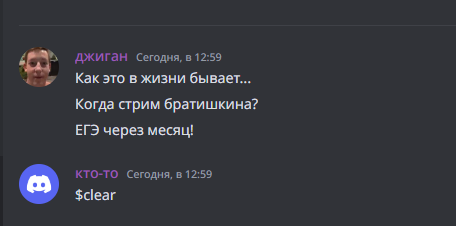 джиган Сегодня, в 12:59
Как это в жизни бывает...
Когда стрим братишкина?
ЕГЭ через месяц!
кто-то Сегодня, в 12:59
$clear